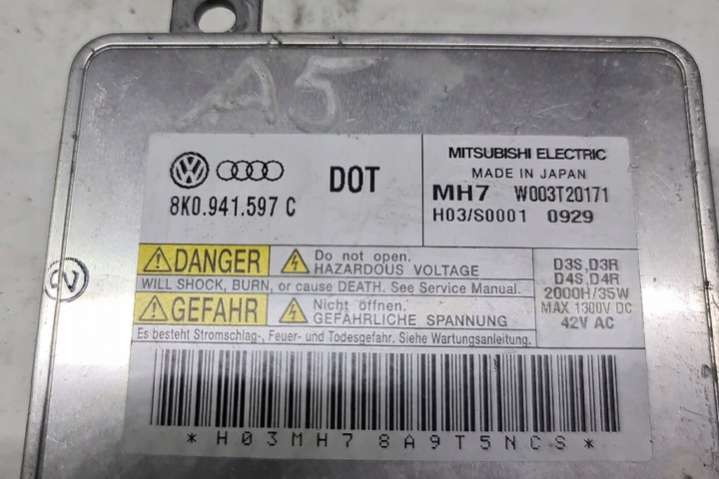 A5
8K0.941.597 C
DOT
MITSUBISHI ELECTRIC
MADE IN JAPAN
MH7 W003T20171
H03/S0001 0929
DANGER Do not open.
HAZARDOUS VOLTAGE
WILL SHOCK, BURN, or cause DEATH. See Service Manual.
GEFAHR Nicht öffnen.
GEFÄHRLICHE SPANNUNG
Es besteht Stromschlag-, Feuer- und Todesgefahr. Siehe Wartungsanleitung.
D3S,D3R
D4S,D4R
2000H/35W
MAX 1300V DC
42V AC
2
*H03MH78A9T5NCS*